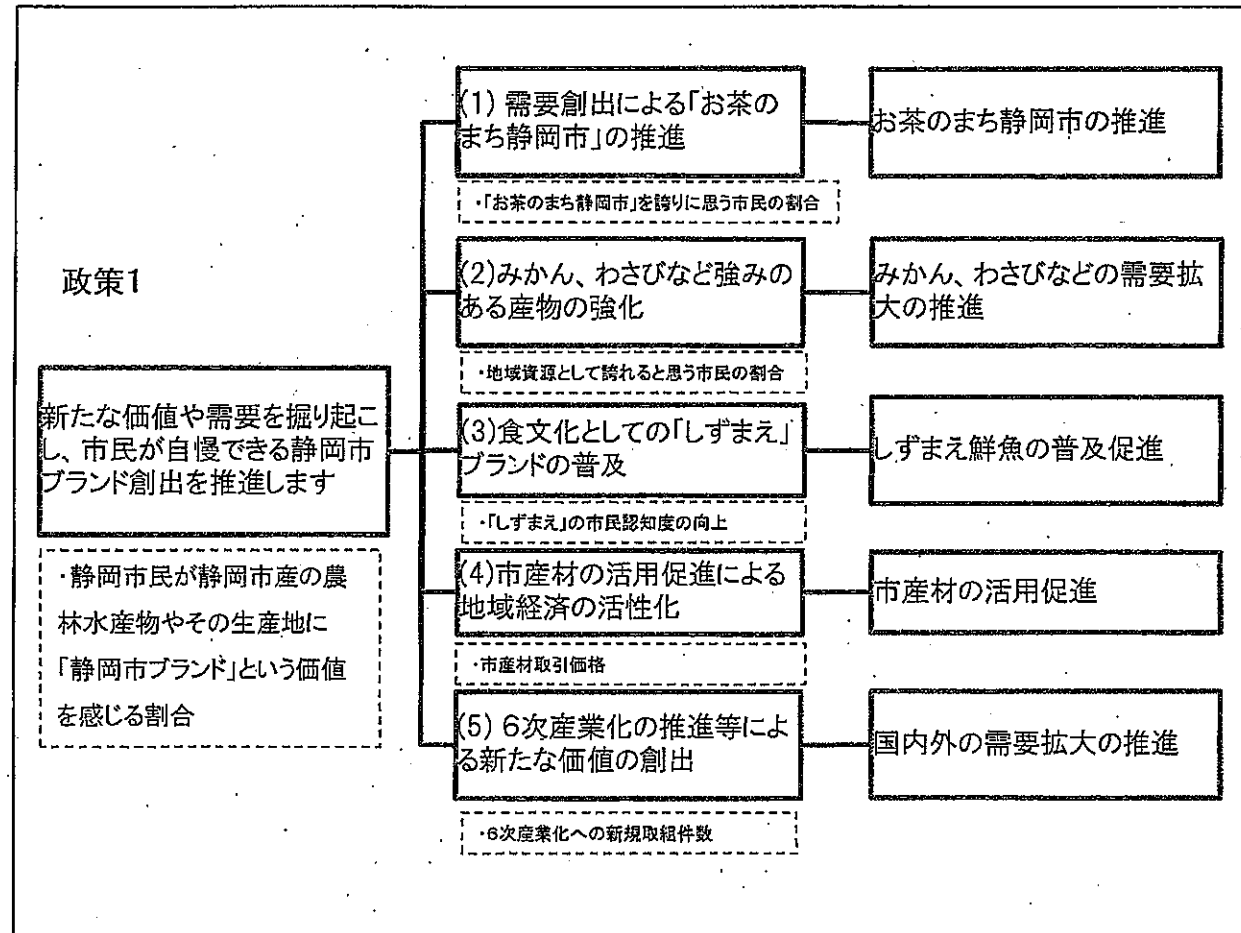 政策1
新たな価値や需要を掘り起こ
し、市民が自慢できる静岡市
ブランド創出を推進します
・静岡市民が静岡市産の農
林水産物やその生産地に
「静岡市ブランド」という価値
を感じる割合
(1) 需要創出による「お茶の
まち静岡市」の推進
・「お茶のまち静岡市」を誇りに思う市民の割合
お茶のまち静岡市の推進
(2)みかん、わさびなど強みの
ある産物の強化
・地域資源として誇れると思う市民の割合
みかん、わさびなどの需要拡
大の推進
(3)食文化としての「しずまえ」
ブランドの普及
・「しずまえ」の市民認知度の向上
しずまえ鮮魚の普及促進
(4)市産材の活用促進による
地域経済の活性化
・市産材取引価格
市産材の活用促進
(5) 6次産業化の推進等によ
る新たな価値の創出
・6次産業化への新規取組件数
国内外の需要拡大の推進